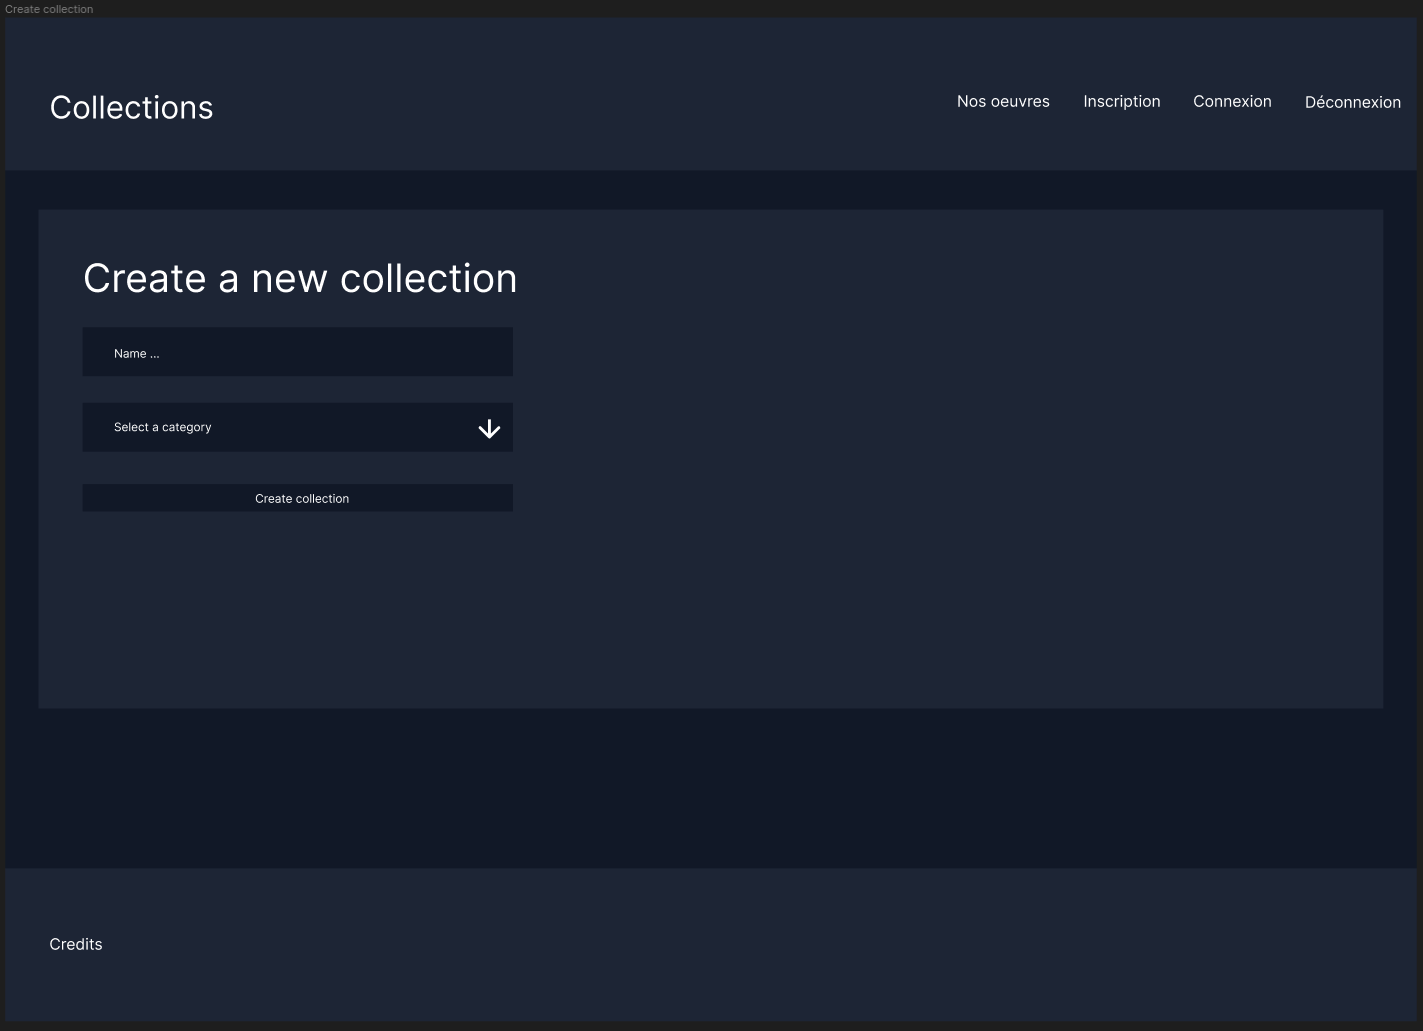 Create collection
Collections
Nos oeuvres
Inscription
Connexion
Déconnexion
Create a new collection
Name ...
Select a category
Create collection
Credits